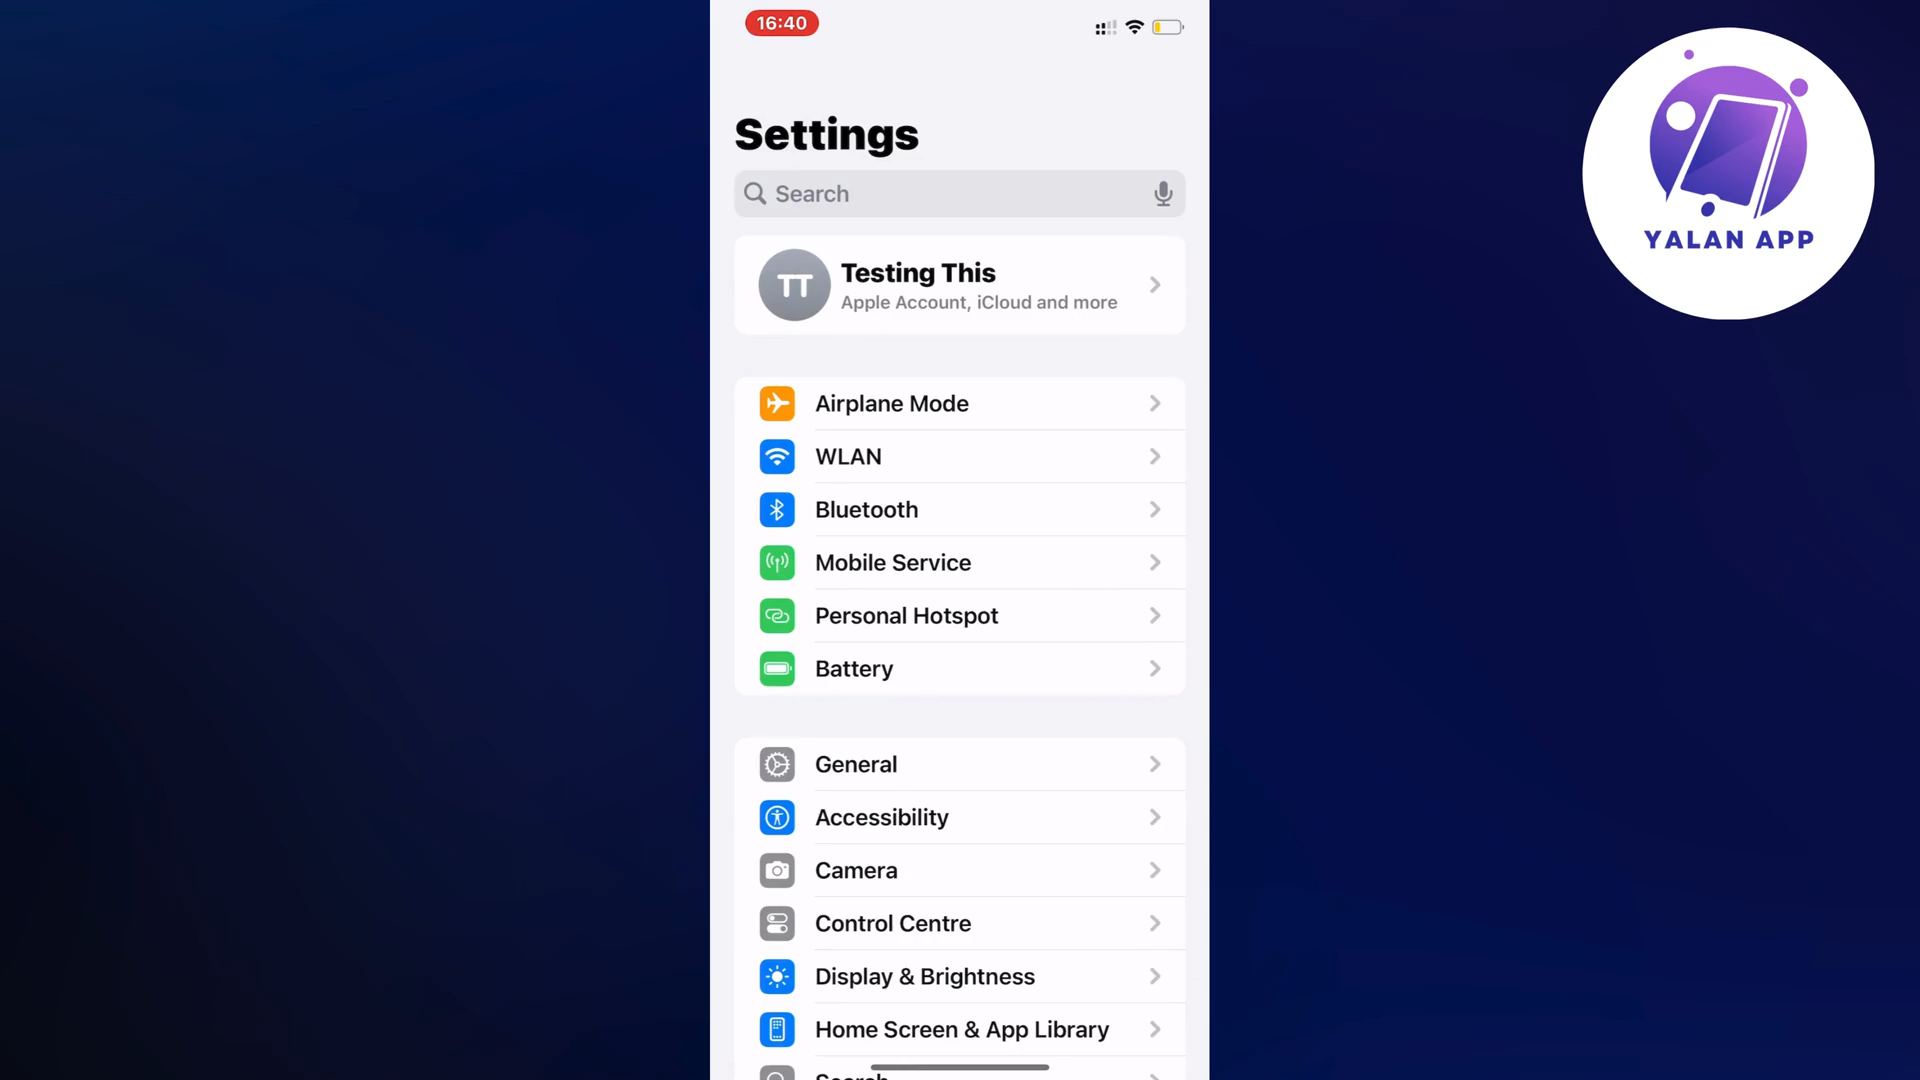 16:40
YALAN APP
Settings
Search
TT
Testing This
Apple Account, iCloud and more
Airplane Mode
WLAN
Bluetooth
Mobile Service
Personal Hotspot
Battery
General
Accessibility
Camera
Control Centre
Display & Brightness
Home Screen & App Library
Search